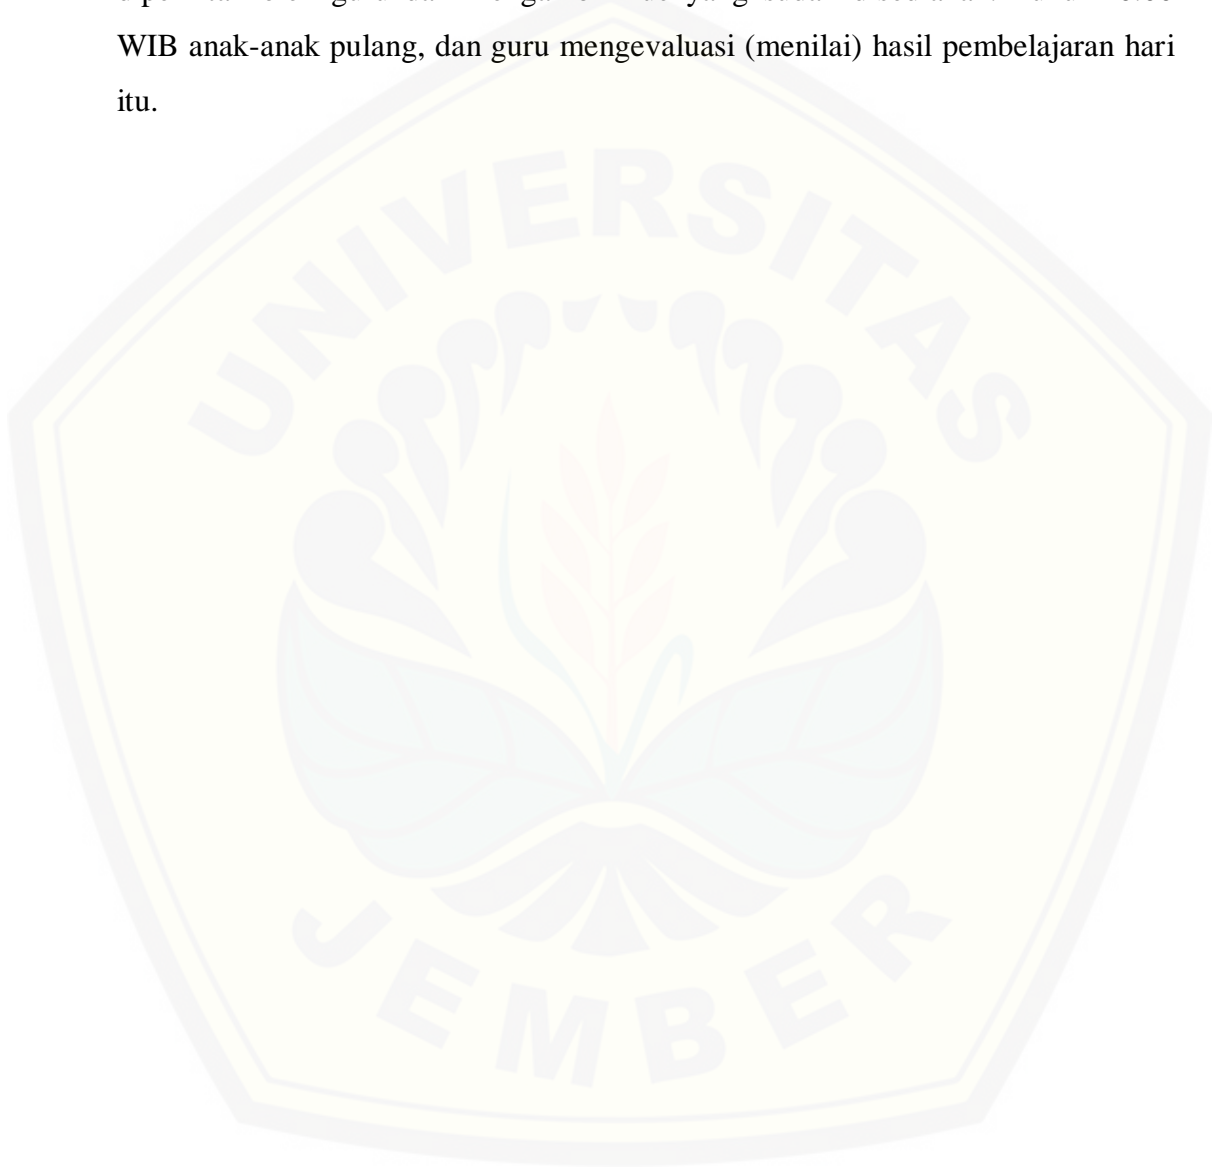 WIB anak-anak pulang, dan guru mengevaluasi (menilai) hasil pembelajaran hari
itu.
UNIVERSITAS
JEMBER